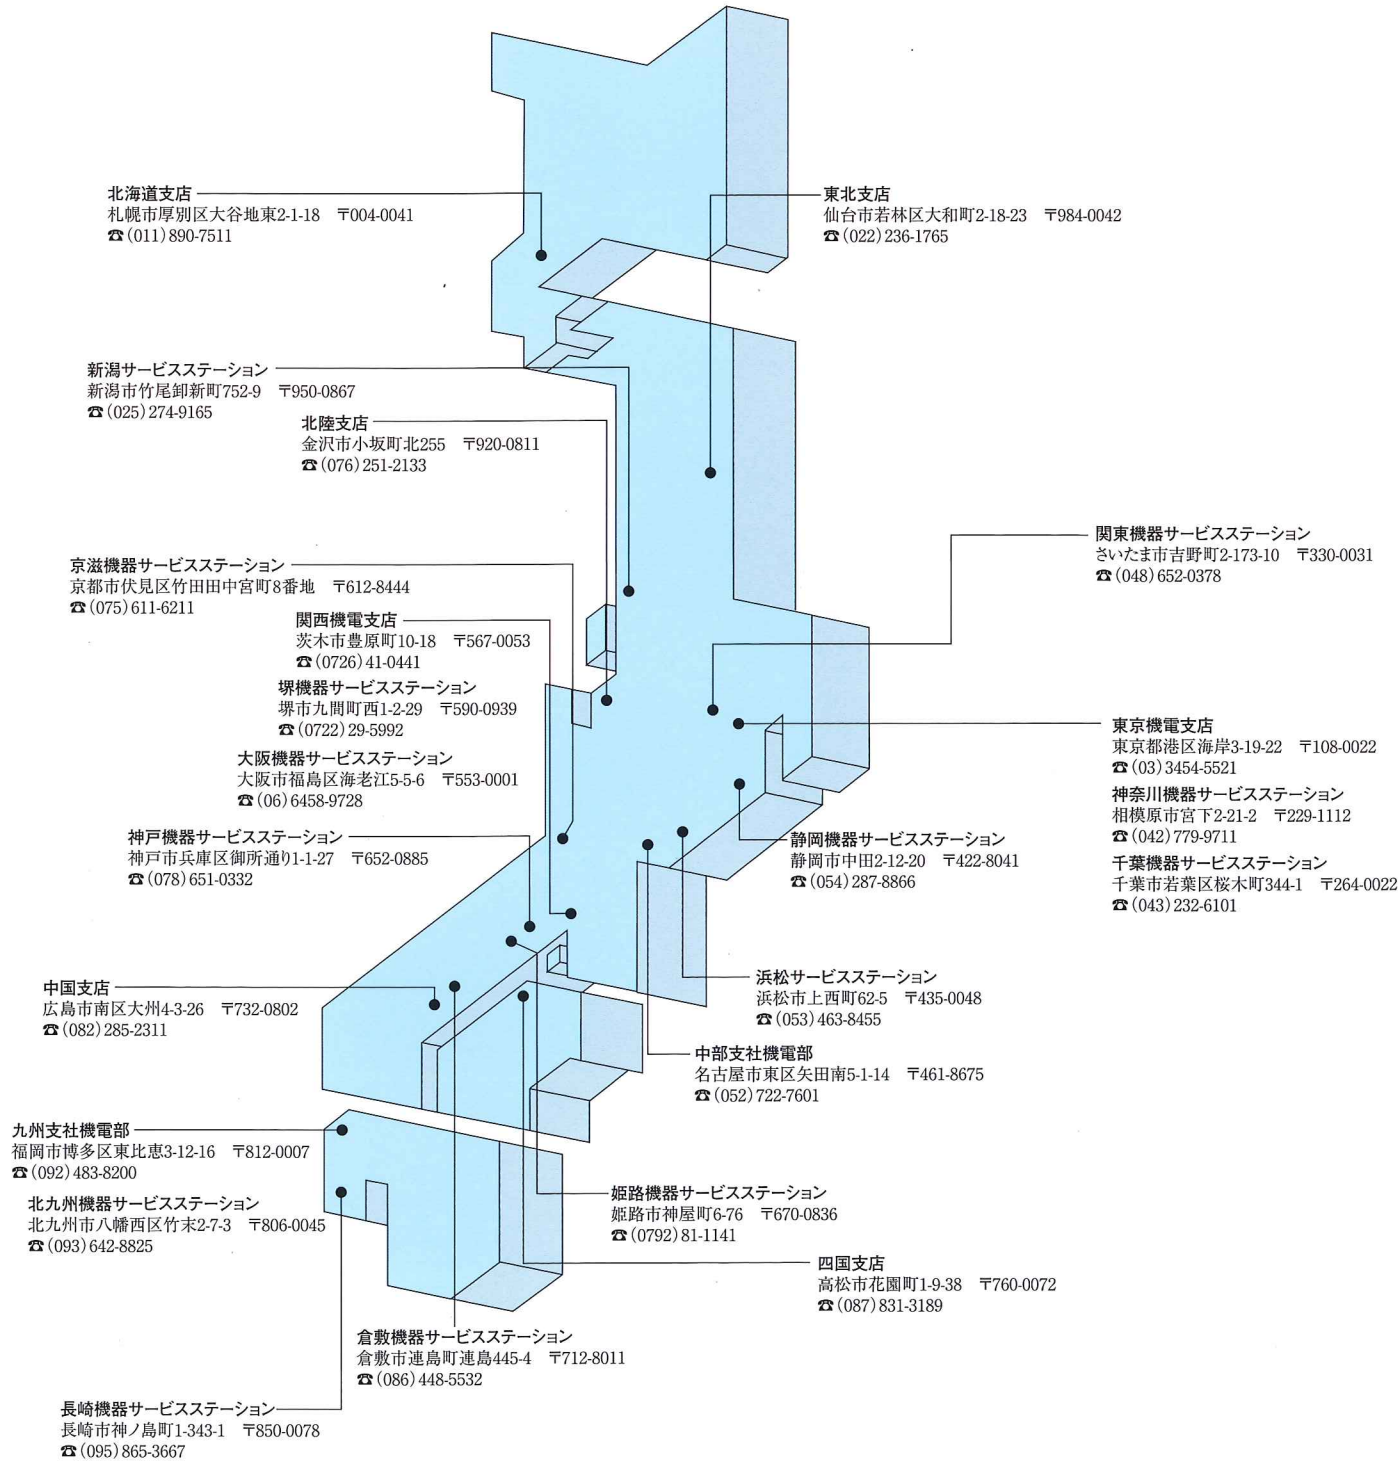 北海道支店
札幌市厚別区大谷地東2-1-18　〒004-0041
☎(011)890-7511
東北支店
仙台市若林区大和町2-18-23　〒984-0042
☎(022)236-1765
新潟サービスステーション
新潟市竹尾卸新町752-9　〒950-0867
☎(025)274-9165
北陸支店
金沢市小坂町北255　〒920-0811
☎(076)251-2133
関東機器サービスステーション
さいたま市吉野町2-173-10　〒330-0031
☎(048)652-0378
京滋機器サービスステーション
京都市伏見区竹田田中宮町8番地　〒612-8444
☎(075)611-6211
関西機電支店
茨木市豊原町10-18　〒567-0053
☎(0726)41-0441
堺機器サービスステーション
堺市九間町西1-2-29　〒590-0939
☎(0722)29-5992
大阪機器サービスステーション
大阪市福島区海老江5-5-6　〒553-0001
☎(06)6458-9728
神戸機器サービスステーション
神戸市兵庫区御所通り1-1-27　〒652-0885
☎(078)651-0332
東京機電支店
東京都港区海岸3-19-22　〒108-0022
☎(03)3454-5521
神奈川機器サービスステーション
相模原市宮下2-21-2　〒229-1112
☎(042)779-9711
千葉機器サービスステーション
千葉市若葉区桜木町344-1　〒264-0022
☎(043)232-6101
静岡機器サービスステーション
静岡市中田2-12-20　〒422-8041
☎(054)287-8866
浜松サービスステーション
浜松市上西町62-5　〒435-0048
☎(053)463-8455
中部支社機電部
名古屋市東区矢田南5-1-14　〒461-8675
☎(052)722-7601
中国支店
広島市南区大州4-3-26　〒732-0802
☎(082)285-2311
九州支社機電部
福岡市博多区東比恵3-12-16　〒812-0007
☎(092)483-8200
北九州機器サービスステーション
北九州市八幡西区竹末2-7-3　〒806-0045
☎(093)642-8825
姫路機器サービスステーション
姫路市神屋町6-76　〒670-0836
☎(0792)81-1141
四国支店
高松市花園町1-9-38　〒760-0072
☎(087)831-3189
倉敷機器サービスステーション
倉敷市連島町連島445-4　〒712-8011
☎(086)448-5532
長崎機器サービスステーション
長崎市神ノ島町1-343-1　〒850-0078
☎(095)865-3667